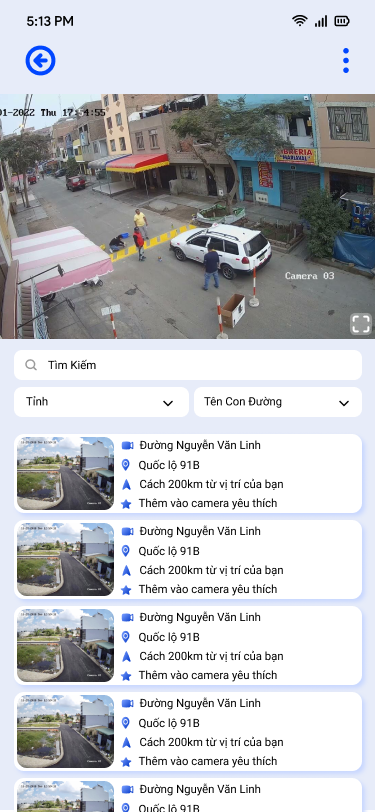 5:13 PM
01-2022 Thu 17:54:55
BRERIA
Camera 03
Tìm Kiếm
Tỉnh
Tên Con Đường
Đường Nguyễn Văn Linh
Quốc lộ 91B
Cách 200km từ vị trí của bạn
Thêm vào camera yêu thích
Đường Nguyễn Văn Linh
Quốc lộ 91B
Cách 200km từ vị trí của bạn
Thêm vào camera yêu thích
Đường Nguyễn Văn Linh
Quốc lộ 91B
Cách 200km từ vị trí của bạn
Thêm vào camera yêu thích
Đường Nguyễn Văn Linh
Quốc lộ 91B
Cách 200km từ vị trí của bạn
Thêm vào camera yêu thích
Đường Nguyễn Văn Linh
Quốc lộ 91B